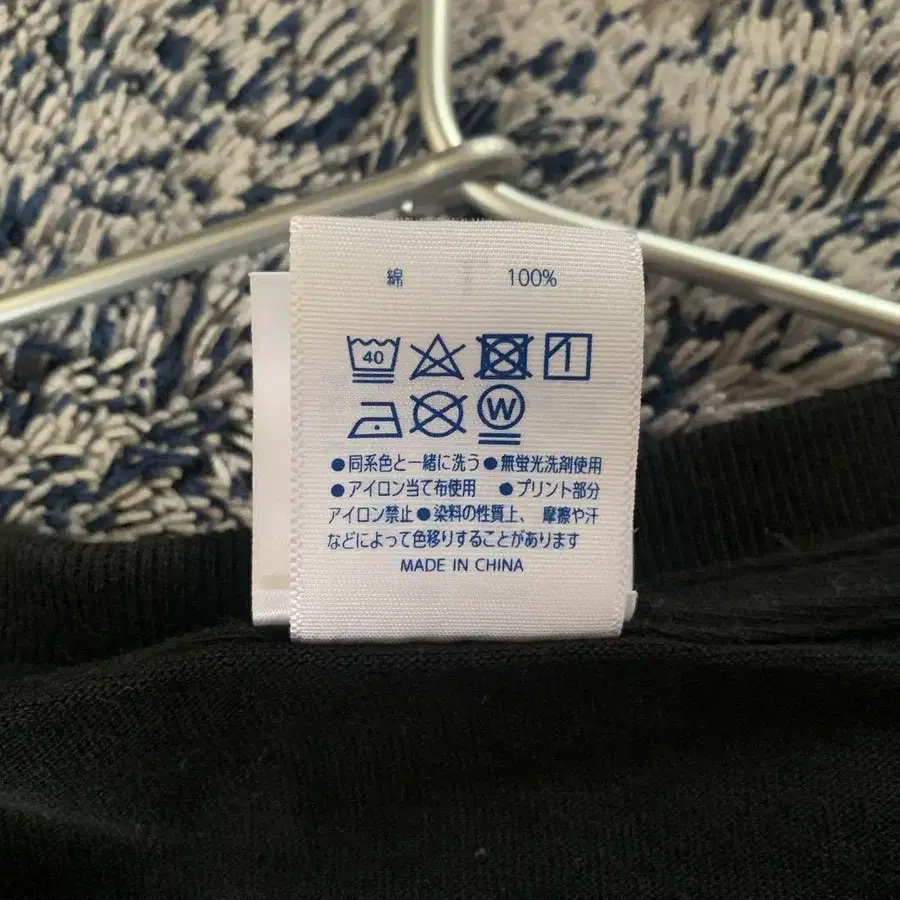 綿 100%
40
W
●同系色と一緒に洗う●無蛍光洗剤使用
●アイロン当て布使用 ●プリント部分
アイロン禁止●染料の性質上、摩擦や汗
などによって色移りすることがあります
MADE IN CHINA